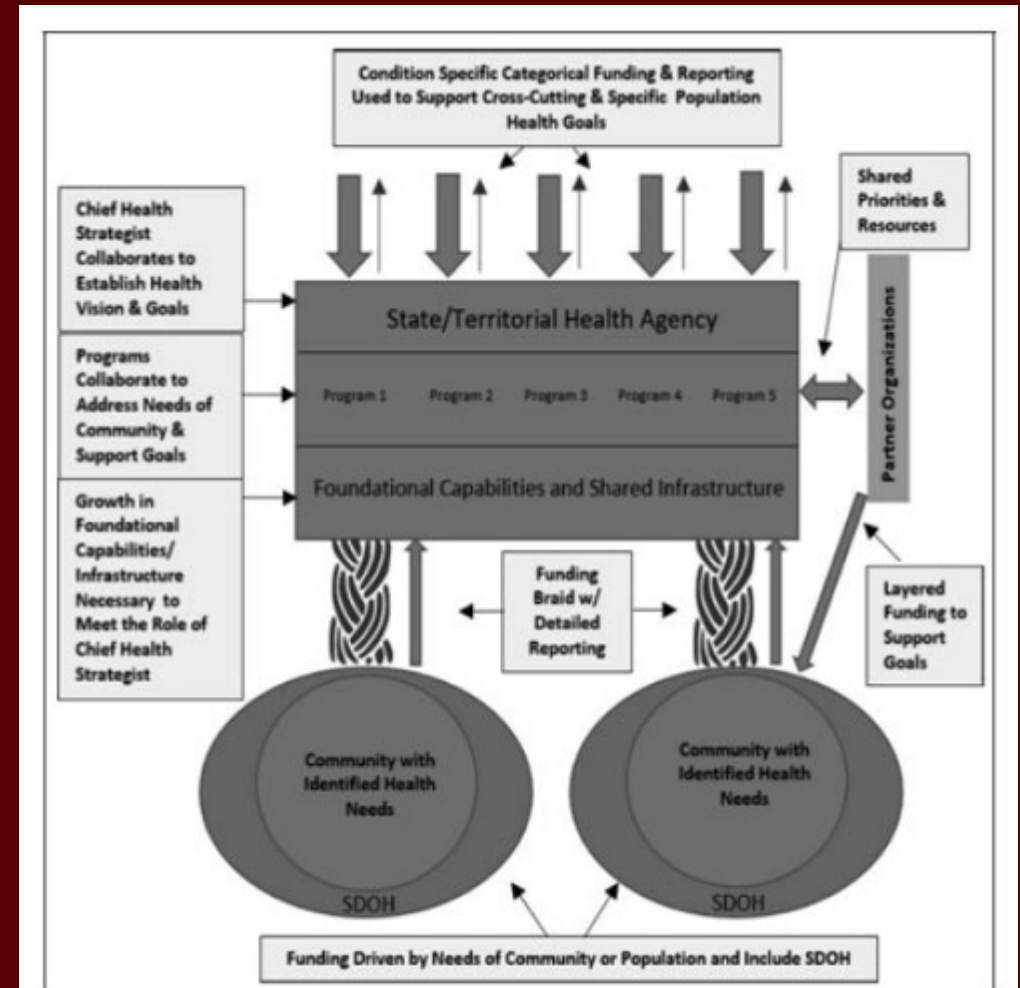 Condition Specific Categorical Funding & Reporting
Used to Support Cross-Cutting & Specific Population
Health Goals
Shared
Priorities &
Resources
Chief Health
Strategist
Collaborates to
Establish Health
Vision & Goals
State/Territorial Health Agency
Programs
Collaborate to
Address Needs of
Community &
Support Goals
Program 1 Program 2 Program 3 Program 4 Program 5
Partner Organizations
Growth in
Foundational
Capabilities/
Infrastructure
Necessary to
Meet the Role of
Chief Health
Strategist
Foundational Capabilities and Shared Infrastructure
Funding
Braid w/
Detailed
Reporting
Layered
Funding to
Support
Goals
Community with
Identified Health
Needs
SDOH
Community with
Identified Health
Needs
SDOH
Funding Driven by Needs of Community or Population and Include SDOH